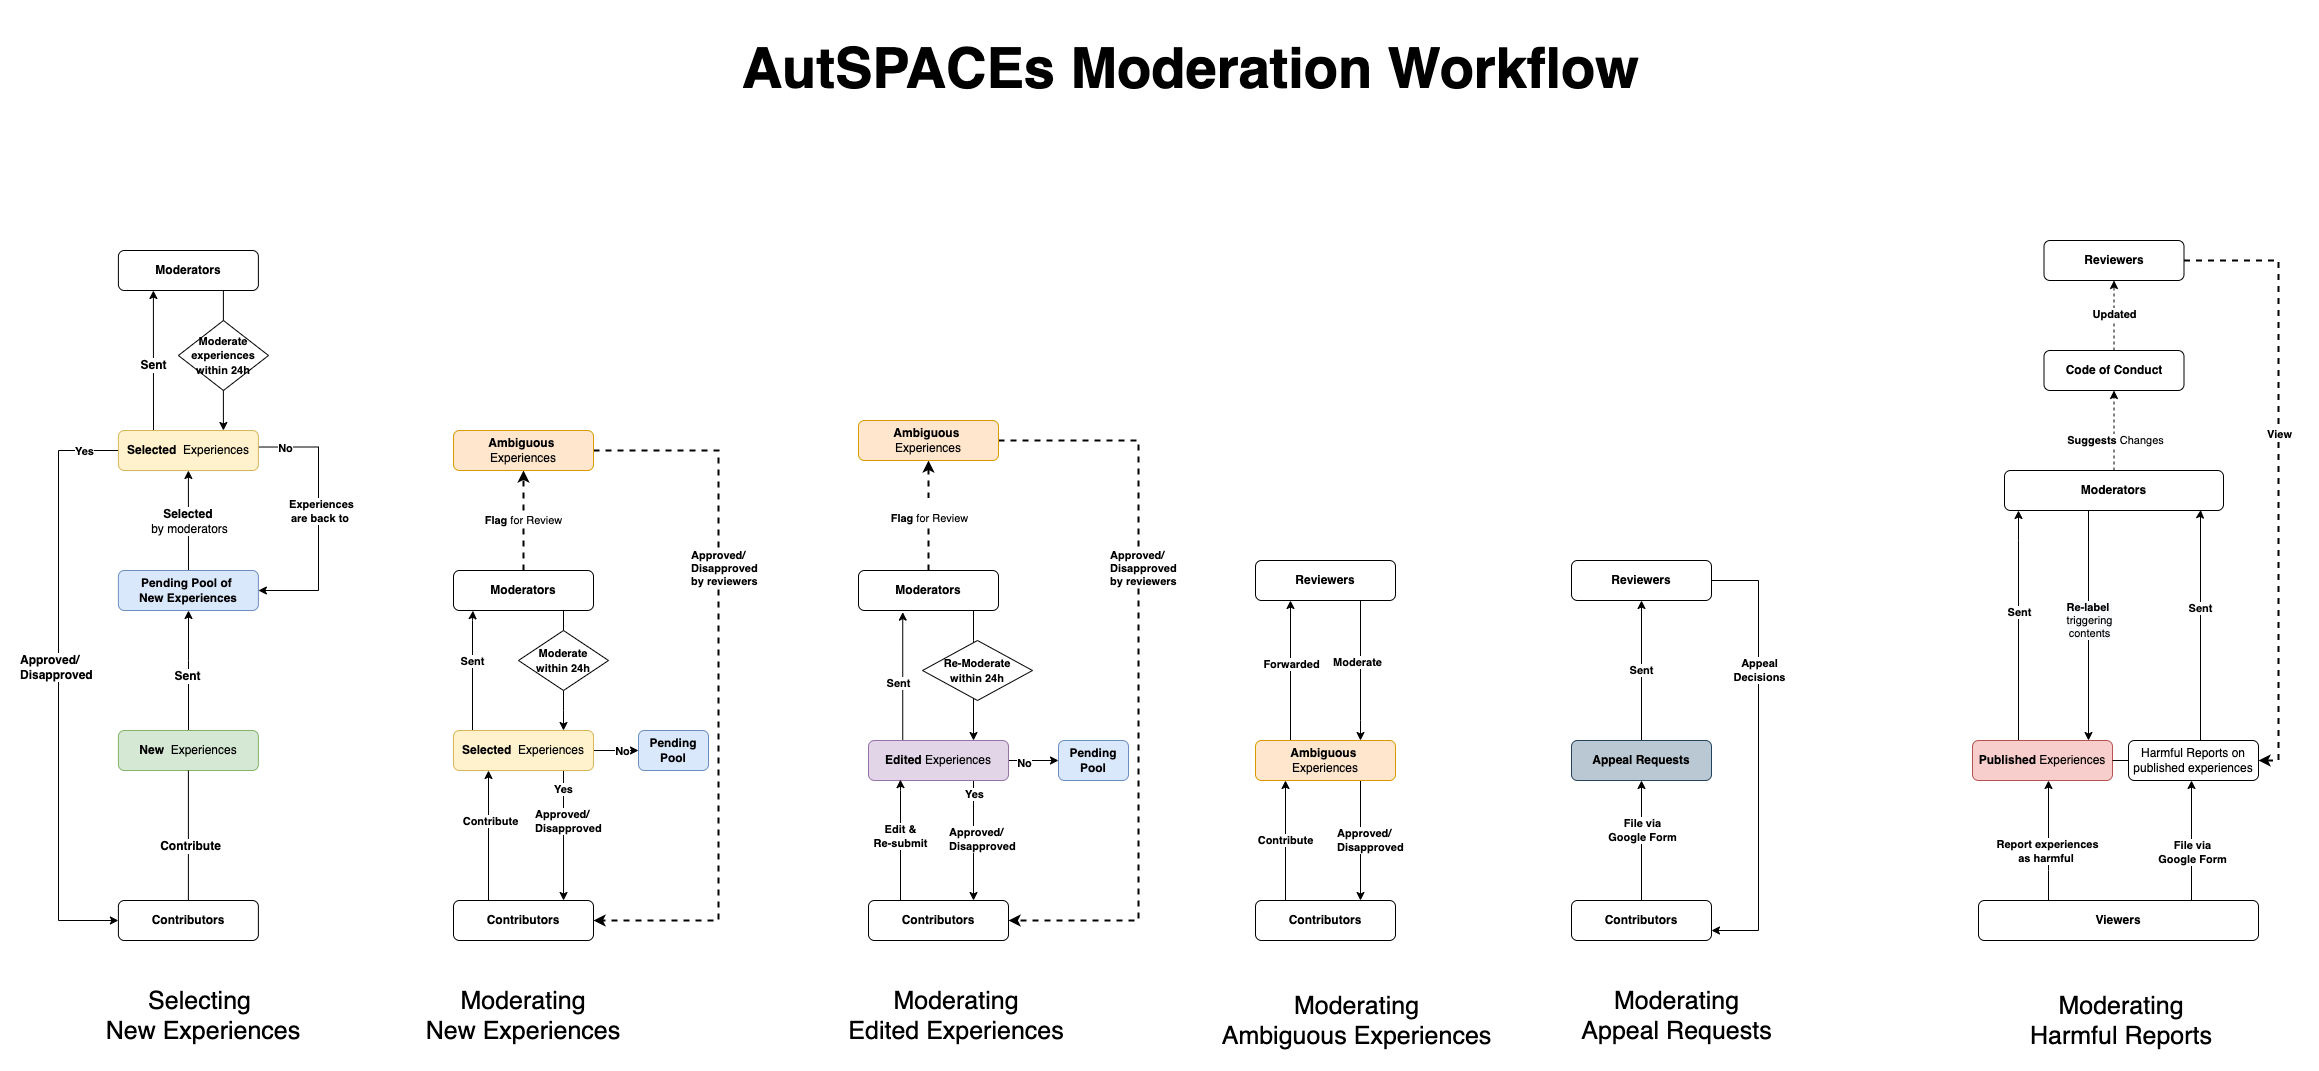 AutSPACEs Moderation Workflow
Moderators
Moderate
experiences
within 24h
Sent
Yes
Selected Experiences
No
Selected
by moderators
Experiences
are back to
Pending Pool of
New Experiences
Approved/
Disapproved
Sent
New Experiences
Contribute
Contributors
Selecting
New Experiences
Ambiguous
Experiences
Flag for Review
Approved/
Disapproved
by reviewers
Moderators
Sent
Moderate
within 24h
Selected Experiences
No
Pending
Pool
Yes
Contribute
Approved/
Disapproved
Contributors
Moderating
New Experiences
Ambiguous
Experiences
Flag for Review
Approved/
Disapproved
by reviewers
Moderators
Sent
Re-Moderate
within 24h
Edited Experiences
No
Pending
Pool
Yes
Edit &
Re-submit
Approved/
Disapproved
Contributors
Moderating
Edited Experiences
Reviewers
Forwarded
Moderate
Ambiguous
Experiences
Contribute
Approved/
Disapproved
Contributors
Moderating
Ambiguous Experiences
Reviewers
Sent
Appeal
Decisions
Appeal Requests
File via
Google Form
Contributors
Moderating
Appeal Requests
Reviewers
Updated
Code of Conduct
Suggests Changes
View
Moderators
Sent
Re-label
triggering
contents
Sent
Published Experiences
Harmful Reports on
published experiences
Report experiences
as harmful
File via
Google Form
Viewers
Moderating
Harmful Reports